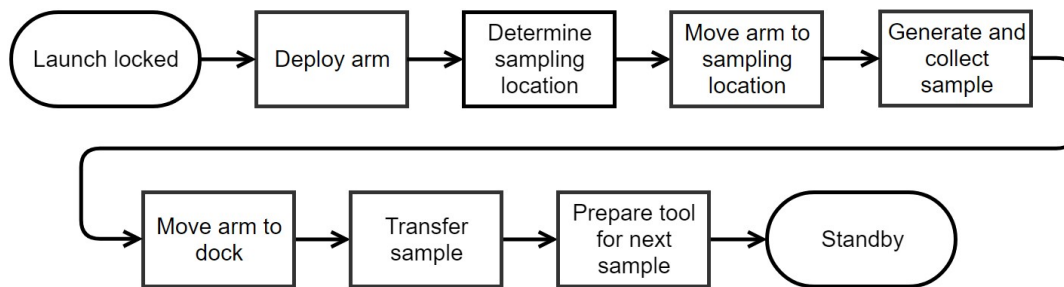 Launch locked
Deploy arm
Determine
sampling
location
Move arm to
sampling
location
Generate and
collect
sample
Move arm to
dock
Transfer
sample
Prepare tool
for next
sample
Standby